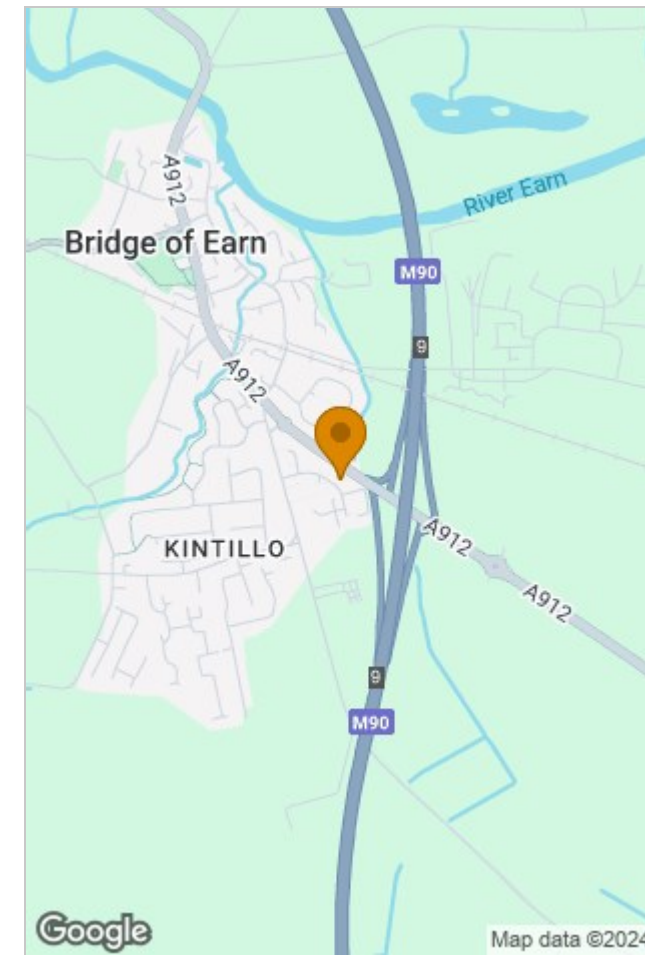 A912
River Earn
Bridge of Earn
M90
9
A912
KINTILLO
A912
A912
9
M90
Google
Map data ©2024